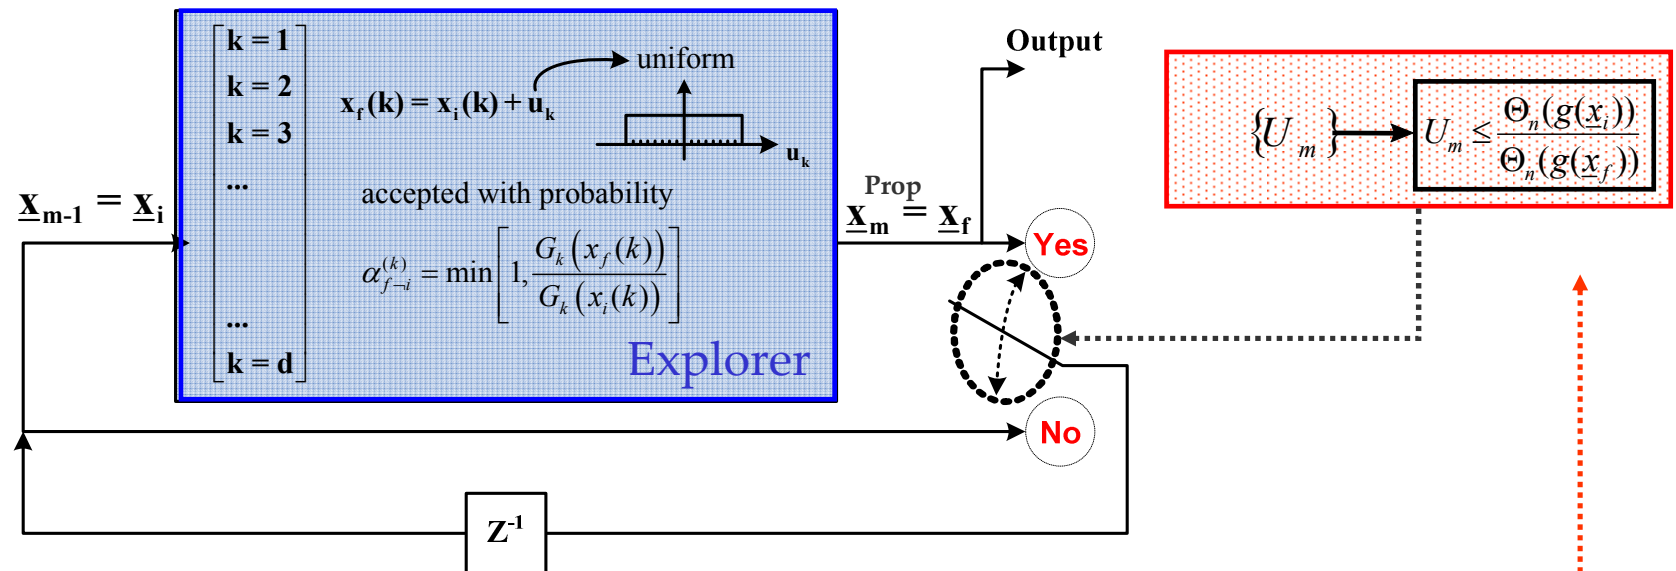 k = 1
k = 2
k = 3
...
...
k = d
uniform
x_f(k) = x_i(k) + u_k
u_k
accepted with probability
α_{f¬i}^{(k)} = min[1, G_k(x_f(k)) / G_k(x_i(k))]
Explorer
x_{m-1} = x_i
Prop
x_m = x_f
Output
Yes
No
{U_m}
U_m ≤ Θ_n(g(x_i)) / Θ_n(g(x_f))
Z^{-1}